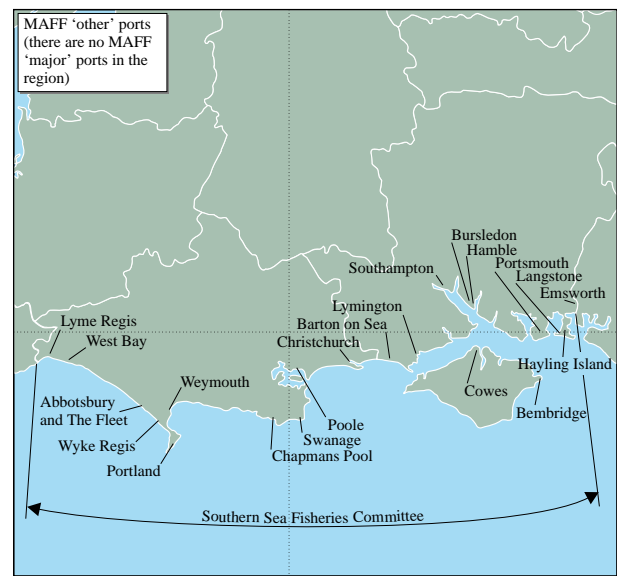 MAFF ‘other’ ports
(there are no MAFF
‘major’ ports in the
region)
Bursledon
Hamble
Portsmouth
Southampton
Langstone
Emsworth
Lymington
Lyme Regis
Barton on Sea
West Bay
Christchurch
Hayling Island
Weymouth
Cowes
Abbotsbury
and The Fleet
Bembridge
Poole
Wyke Regis
Swanage
Chapmans Pool
Portland
Southern Sea Fisheries Committee